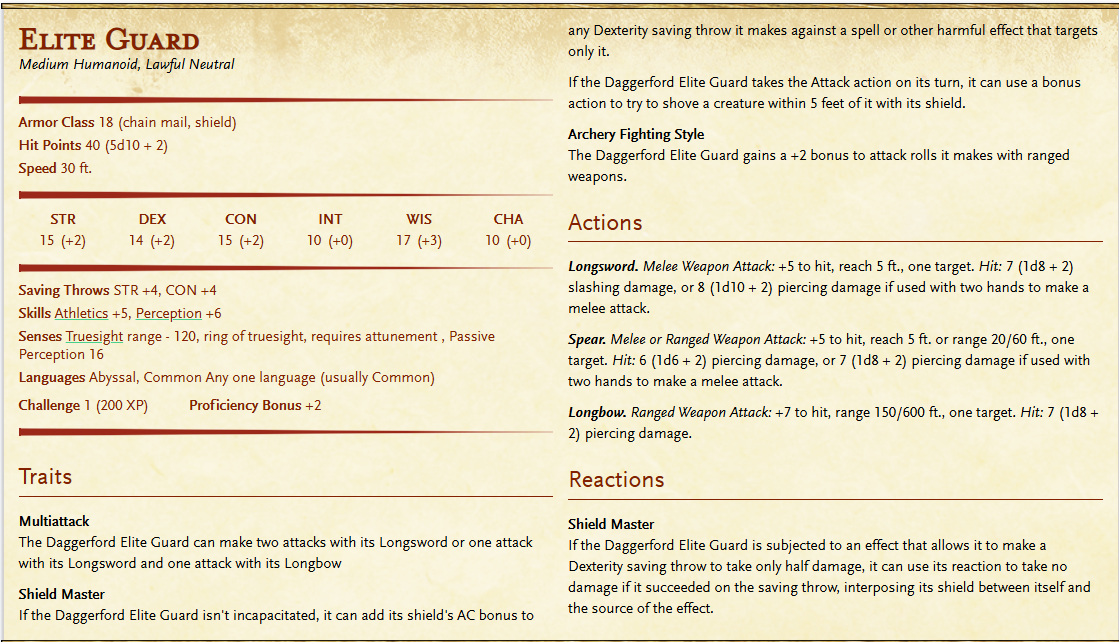 Elite Guard
Medium Humanoid, Lawful Neutral
Armor Class 18 (chain mail, shield)
Hit Points 40 (5d10 + 2)
Speed 30 ft.
STR DEX CON INT WIS CHA
15 (+2) 14 (+2) 15 (+2) 10 (+0) 17 (+3) 10 (+0)
Saving Throws STR +4, CON +4
Skills Athletics +5, Perception +6
Senses Truesight range - 120, ring of truesight, requires attunement , Passive
Perception 16
Languages Abyssal, Common Any one language (usually Common)
Challenge 1 (200 XP) Proficiency Bonus +2
Traits
Multiattack
The Daggerford Elite Guard can make two attacks with its Longsword or one attack
with its Longsword and one attack with its Longbow
Shield Master
If the Daggerford Elite Guard isn't incapacitated, it can add its shield's AC bonus to
any Dexterity saving throw it makes against a spell or other harmful effect that targets
only it.
If the Daggerford Elite Guard takes the Attack action on its turn, it can use a bonus
action to try to shove a creature within 5 feet of it with its shield.
Archery Fighting Style
The Daggerford Elite Guard gains a +2 bonus to attack rolls it makes with ranged
weapons.
Actions
Longsword. Melee Weapon Attack: +5 to hit, reach 5 ft., one target. Hit: 7 (1d8 + 2)
slashing damage, or 8 (1d10 + 2) piercing damage if used with two hands to make a
melee attack.
Spear. Melee or Ranged Weapon Attack: +5 to hit, reach 5 ft. or range 20/60 ft., one
target. Hit: 6 (1d6 + 2) piercing damage, or 7 (1d8 + 2) piercing damage if used with
two hands to make a melee attack.
Longbow. Ranged Weapon Attack: +7 to hit, range 150/600 ft., one target. Hit: 7 (1d8 +
2) piercing damage.
Reactions
Shield Master
If the Daggerford Elite Guard is subjected to an effect that allows it to make a
Dexterity saving throw to take only half damage, it can use its reaction to take no
damage if it succeeded on the saving throw, interposing its shield between itself and
the source of the effect.